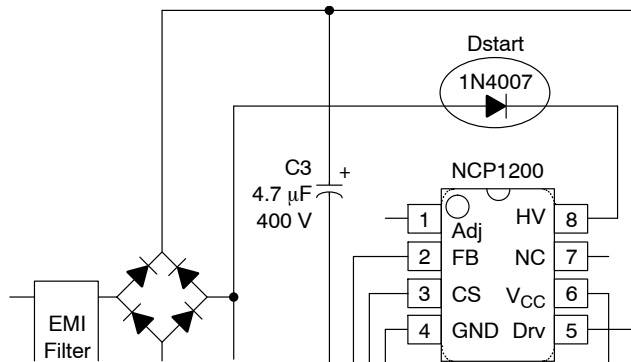 Dstart
1N4007
C3
+
4.7 μF
400 V
NCP1200
1 Adj HV 8
2 FB NC 7
3 CS VCC 6
4 GND Drv 5
EMI
Filter